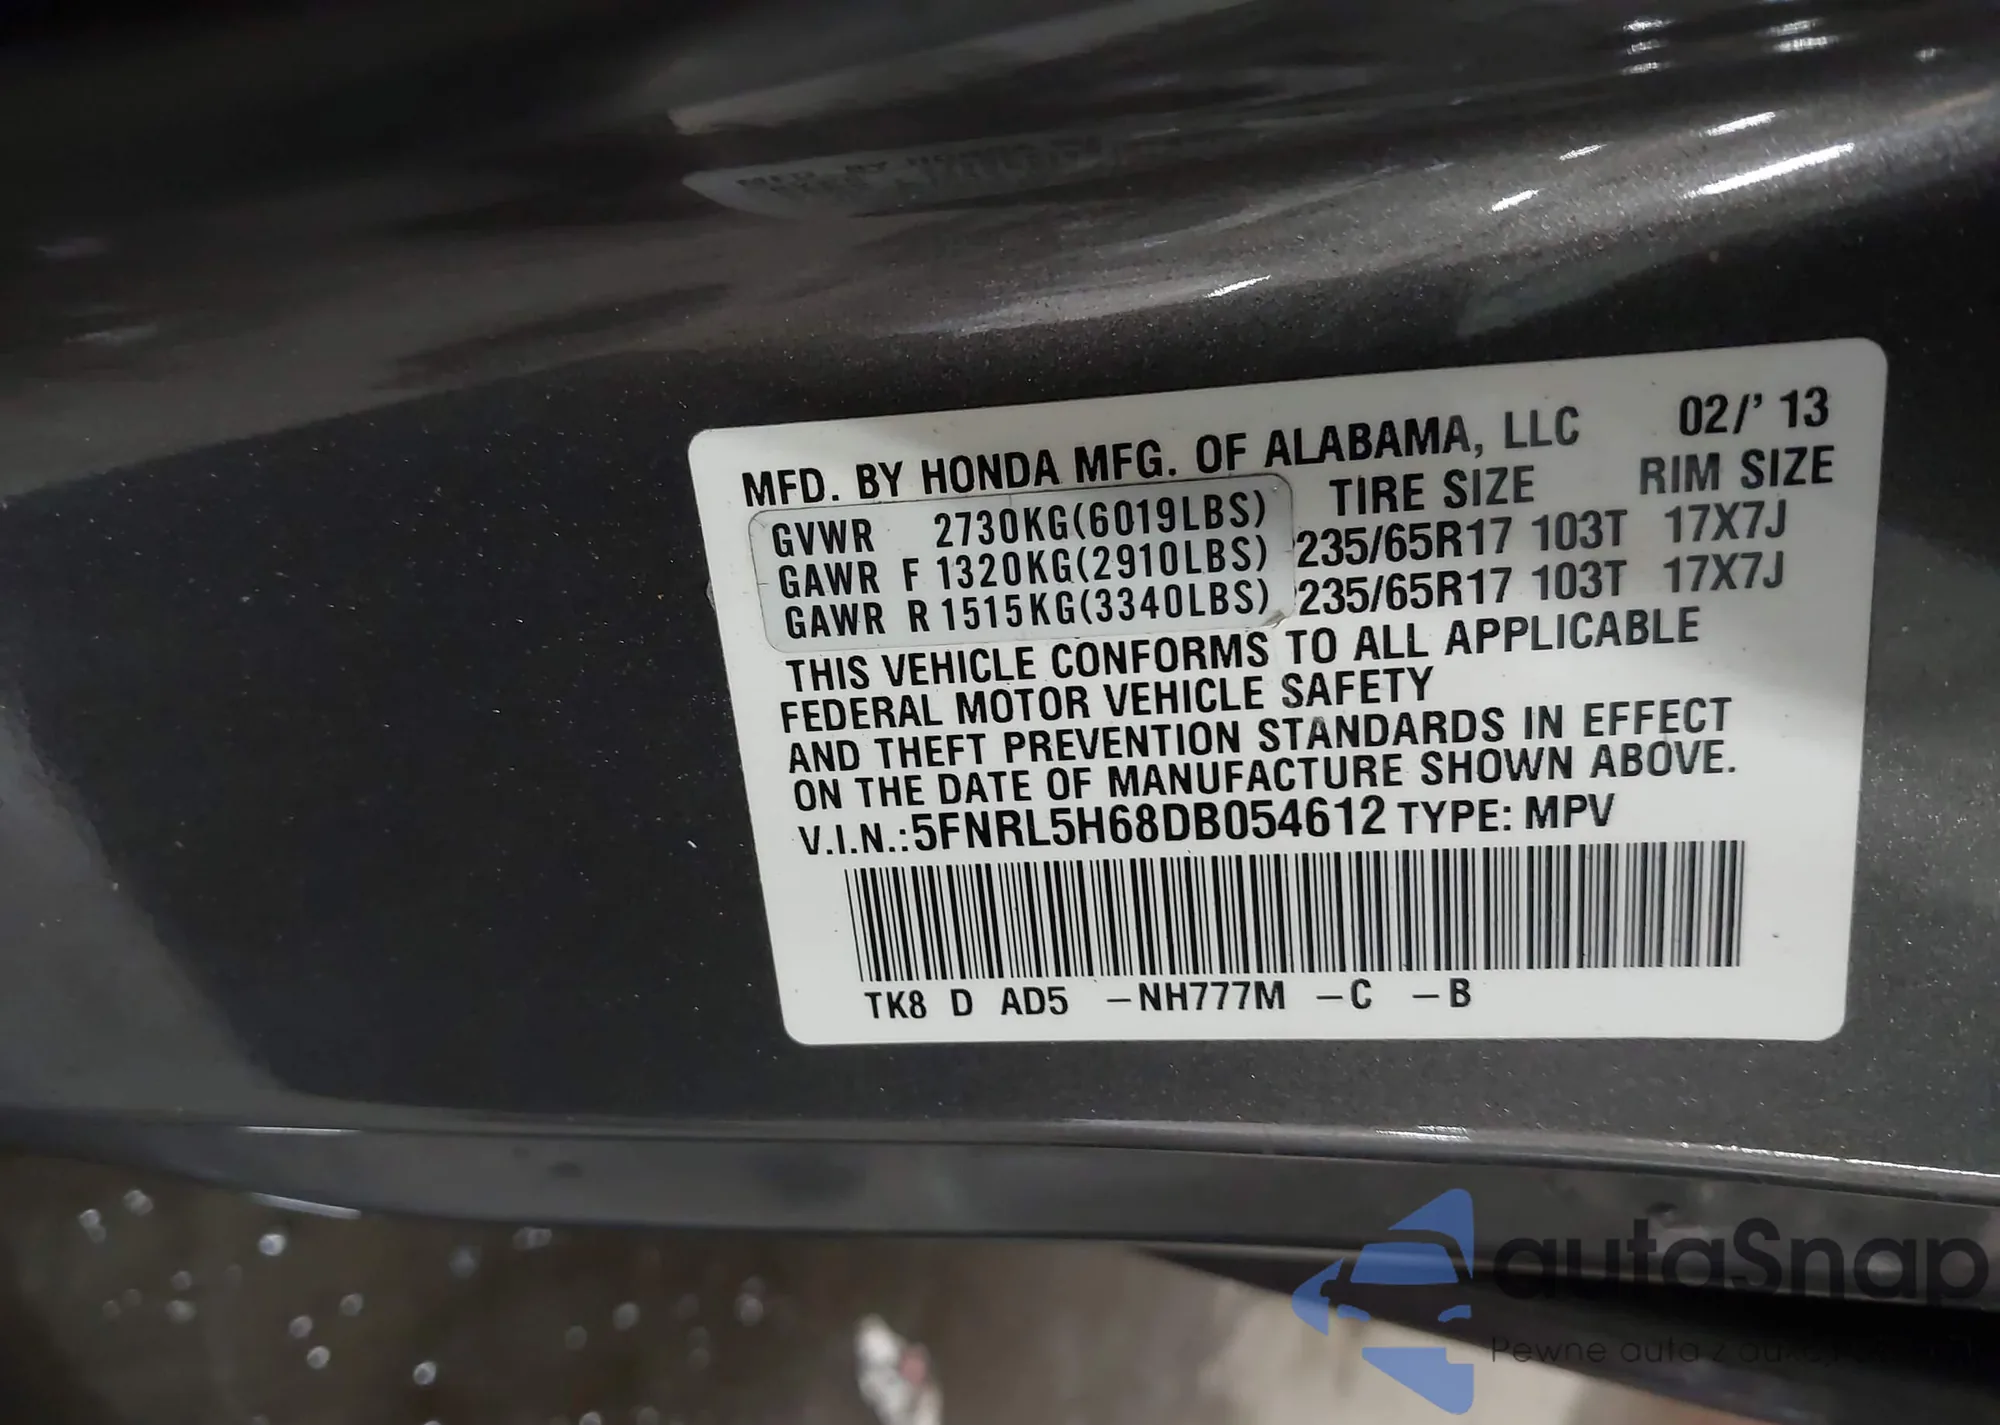 MFD. BY HONDA MFG. OF ALABAMA, LLC 02/' 13
TIRE SIZE RIM SIZE
GVWR 2730KG(6019LBS)
GAWR F 1320KG(2910LBS) 235/65R17 103T 17X7J
GAWR R 1515KG(3340LBS) 235/65R17 103T 17X7J
THIS VEHICLE CONFORMS TO ALL APPLICABLE
FEDERAL MOTOR VEHICLE SAFETY
AND THEFT PREVENTION STANDARDS IN EFFECT
ON THE DATE OF MANUFACTURE SHOWN ABOVE.
V.I.N.:5FNRL5H68DB054612 TYPE: MPV
TK8 D AD5 -NH777M -C -B
autaSnap
Pewne auta z